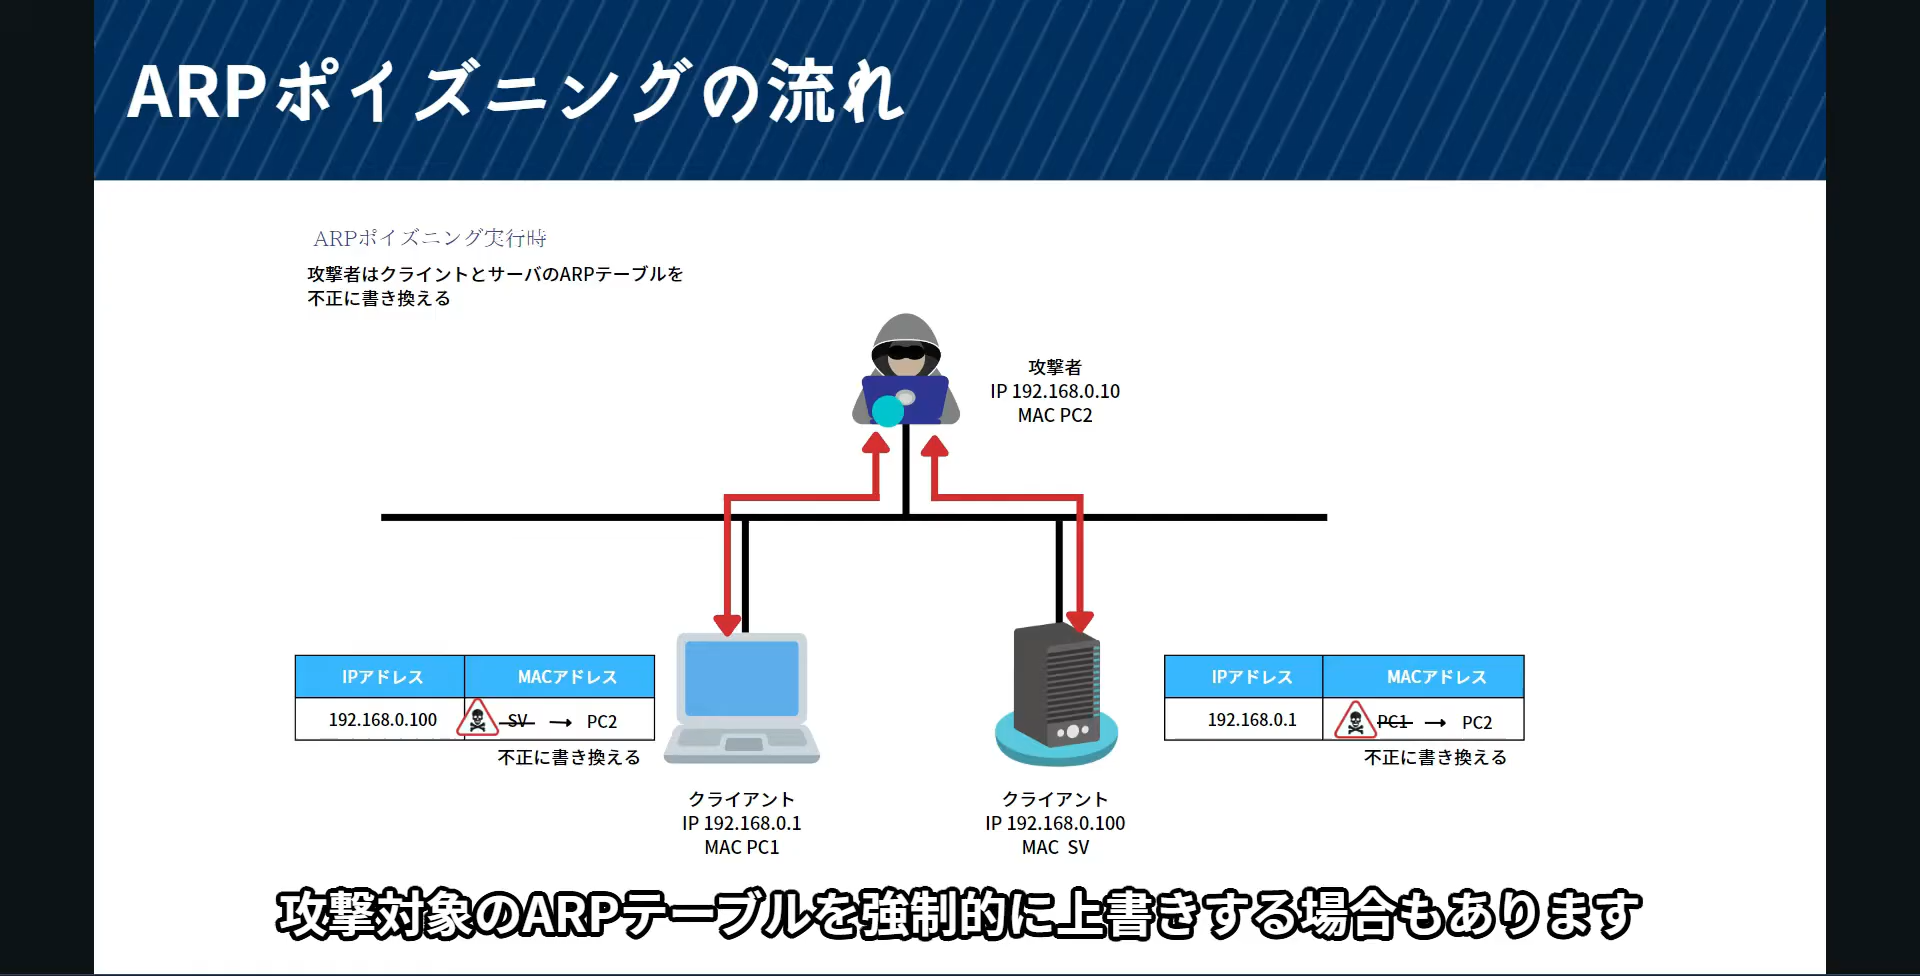 ARPポイズニングの流れ
ARPポイズニング実行時
攻撃者はクライントとサーバのARPテーブルを
不正に書き換える
攻撃者
IP 192.168.0.10
MAC PC2
IPアドレス MACアドレス
192.168.0.100 SV → PC2
不正に書き換える
IPアドレス MACアドレス
192.168.0.1 PC1 → PC2
不正に書き換える
クライアント
IP 192.168.0.1
MAC PC1
クライアント
IP 192.168.0.100
MAC SV
攻撃対象のARPテーブルを強制的に上書きする場合もあります